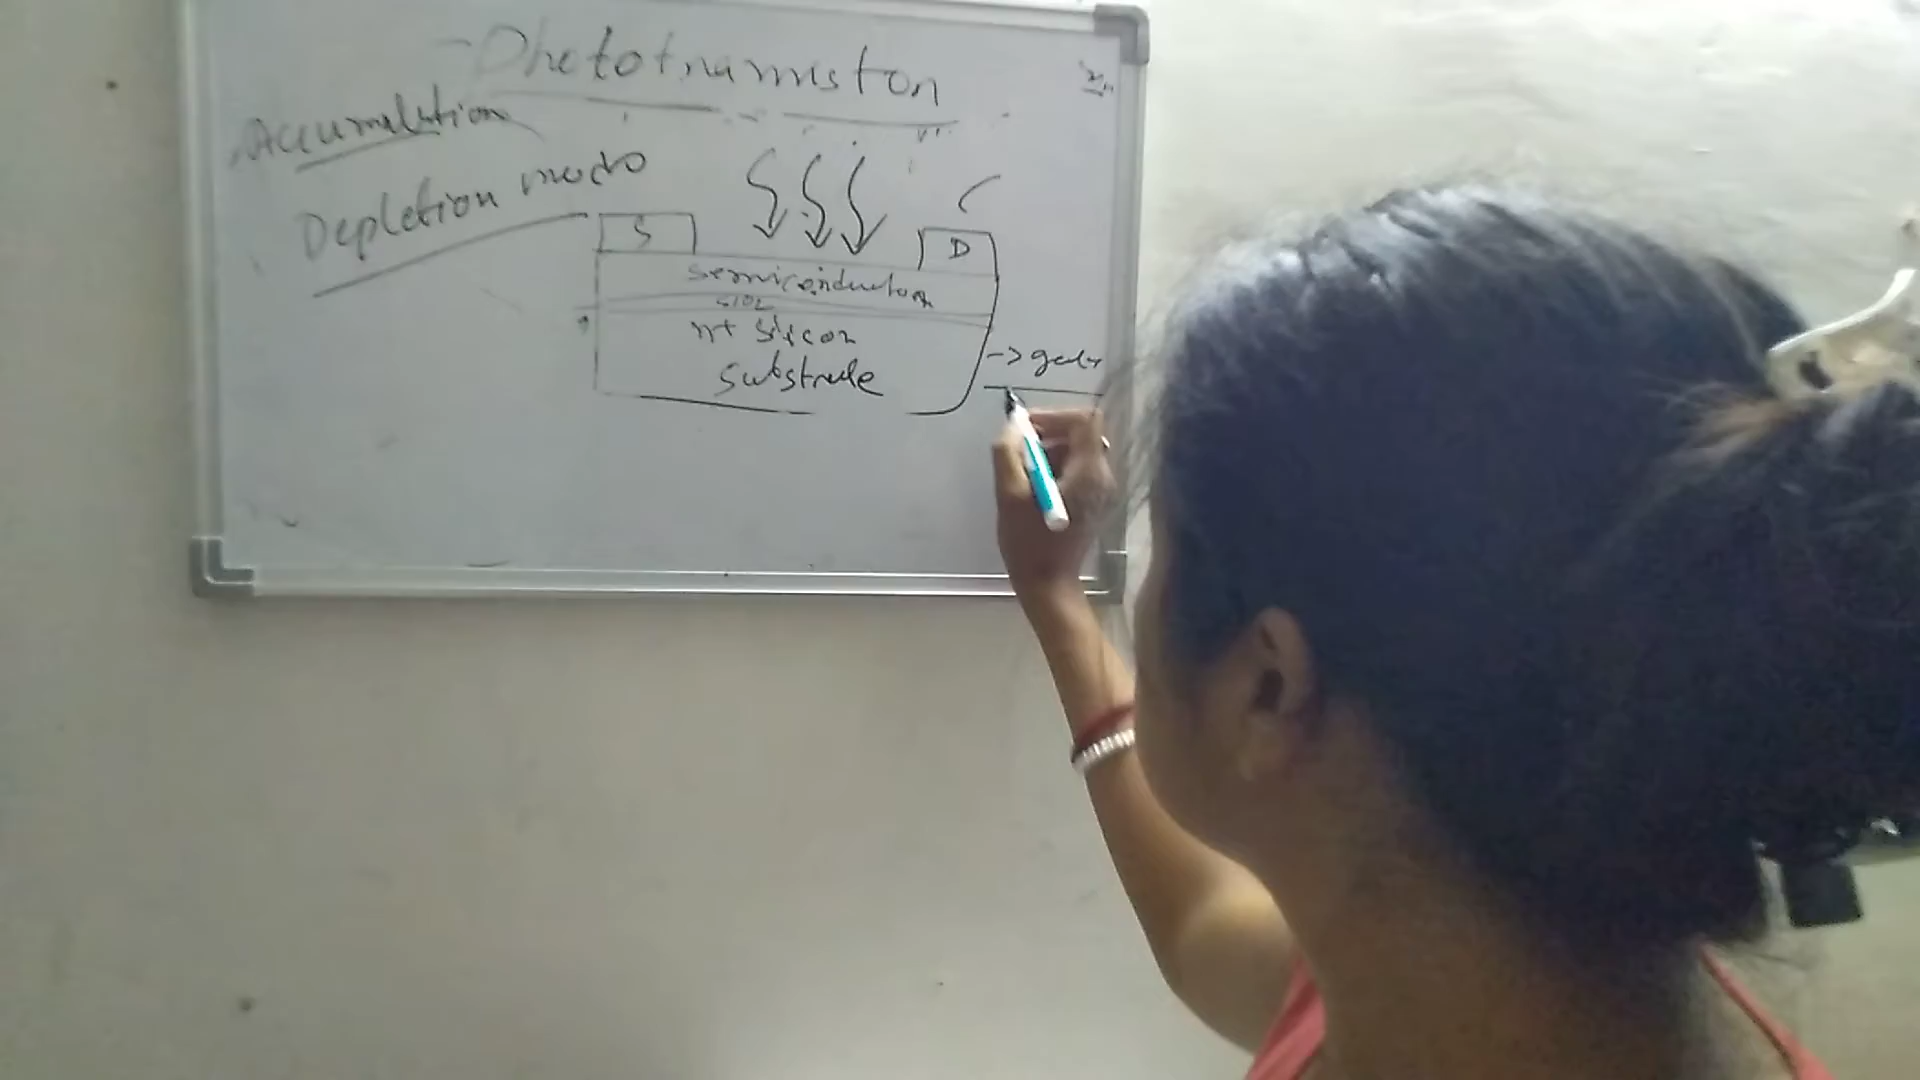 Phototransistor
Accumulation
Depletion mode
S
D
semiconductor
SiO2
n+ silicon
substrate
-> gate